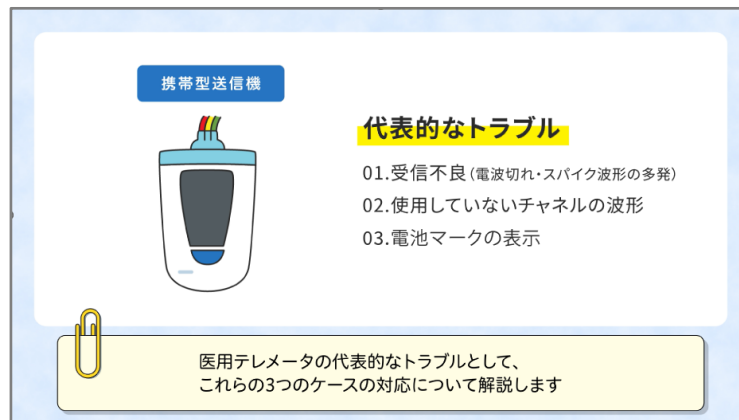 携帯型送信機
代表的なトラブル
01.受信不良(電波切れ・スパイク波形の多発)
02.使用していないチャネルの波形
03.電池マークの表示
医用テレメータの代表的なトラブルとして、
これらの3つのケースの対応について解説します